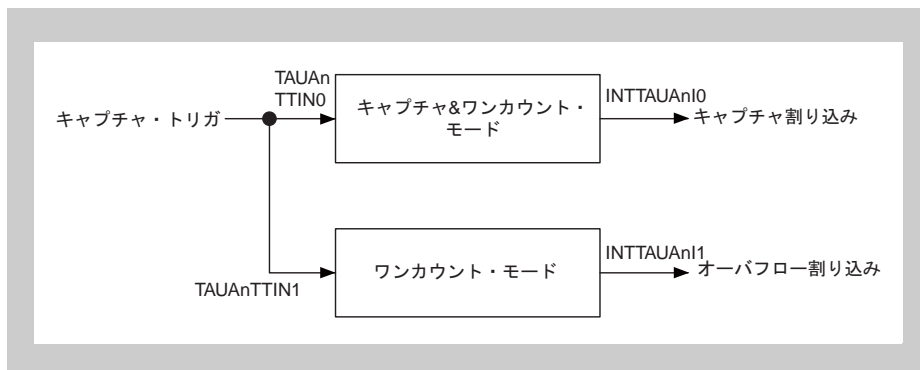 TAUAn
TTIN0
キャプチャ・トリガ
キャプチャ&ワンカウント・
モード
INTTAUAnI0
キャプチャ割り込み
TAUAnTTIN1
ワンカウント・モード
INTTAUAnI1
オーバフロー割り込み